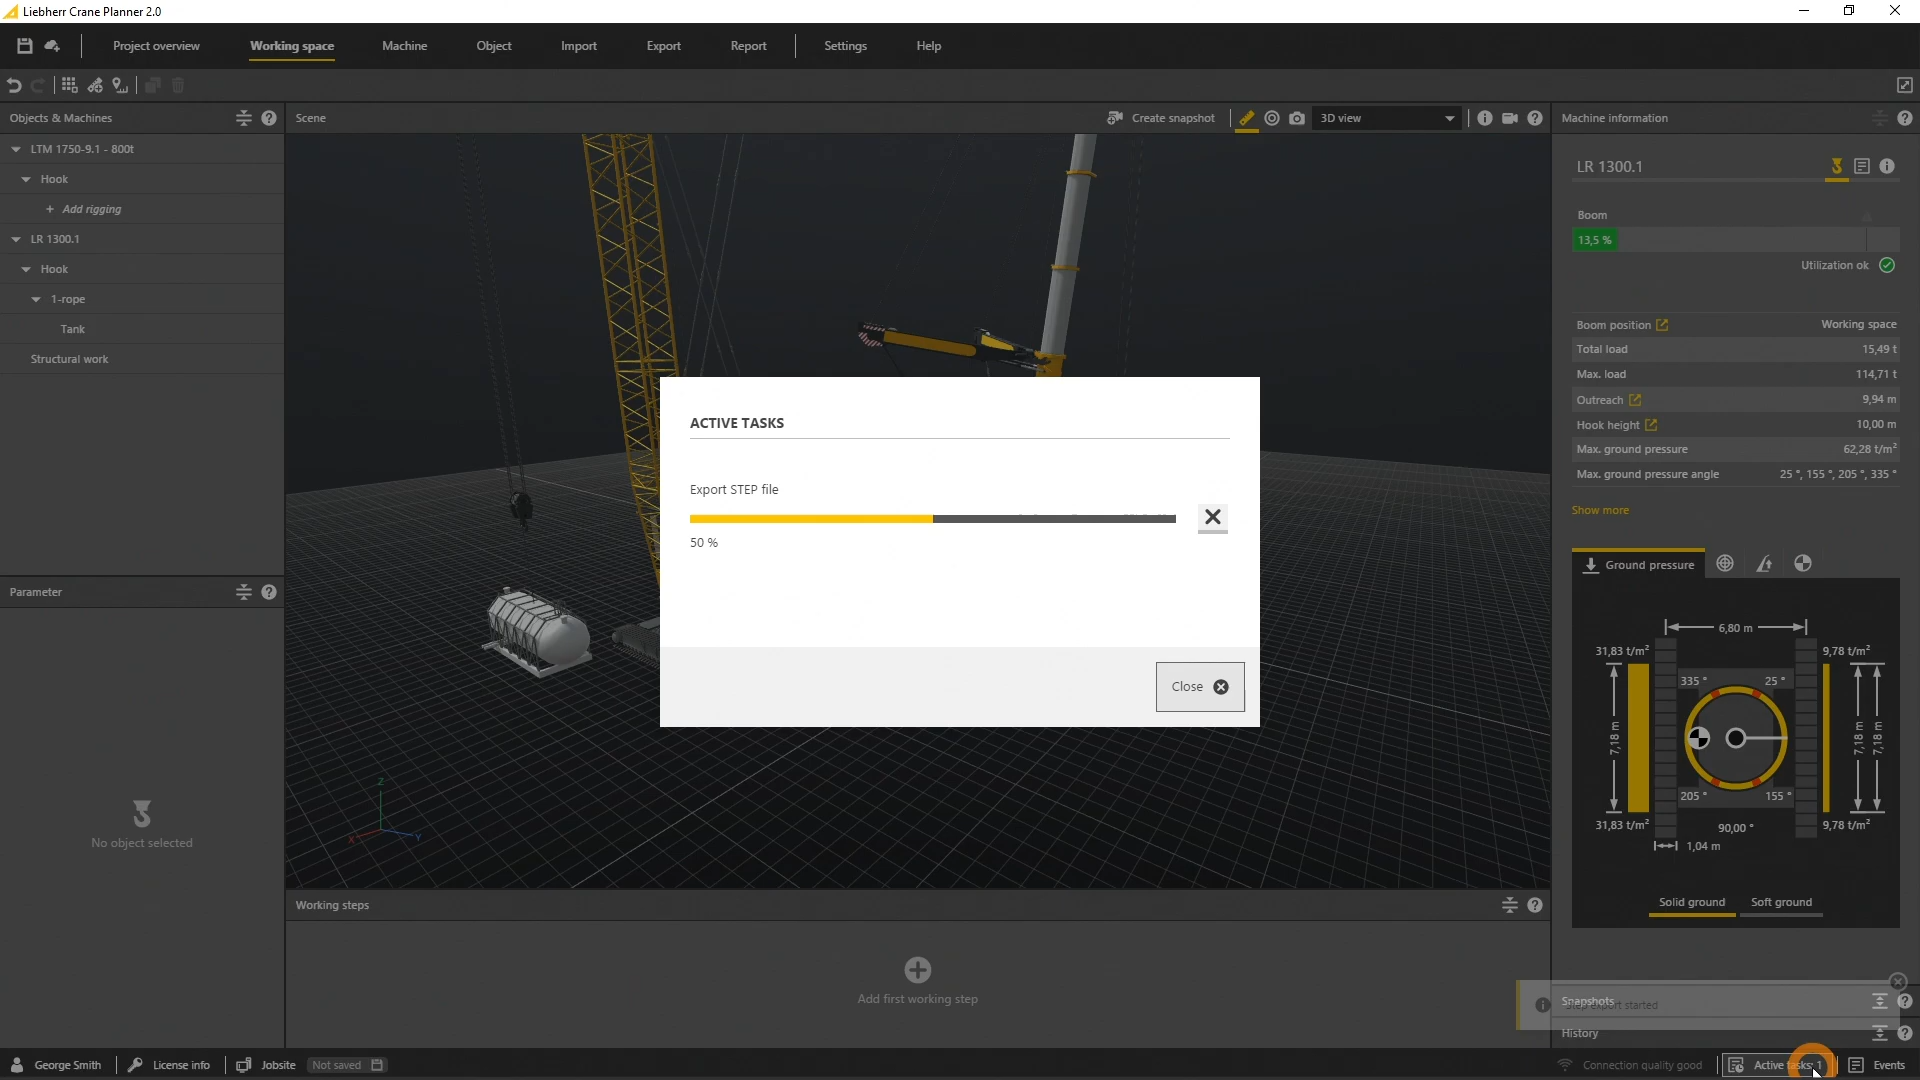 Liebherr Crane Planner 2.0
Project overview
Working space
Machine
Object
Import
Export
Report
Settings
Help
Objects & Machines
LTM 1750-9.1 - 800t
Hook
+ Add rigging
LR 1300.1
Hook
1-rope
Tank
Structural work
Parameter
No object selected
Scene
Create snapshot
3D view
Z
X
Y
ACTIVE TASKS
Export STEP file
50 %
Close
Working steps
Add first working step
Machine information
LR 1300.1
Boom
13,5 %
Utilization ok
Boom position Working space
Total load 15,49 t
Max. load 114,71 t
Outreach 9,94 m
Hook height 10,00 m
Max. ground pressure 62,28 t/m²
Max. ground pressure angle 25 °, 155 °, 205 °, 335 °
Show more
Ground pressure
6,80 m
31,83 t/m² 9,78 t/m²
335 ° 25 °
7,18 m 7,18 m 7,18 m
205 ° 155 °
31,83 t/m² 9,78 t/m²
90,00 °
1,04 m
Solid ground Soft ground
Snapshots
export started
History
George Smith
License info
Jobsite
Not saved
Connection quality good
Active tasks: 1
Events